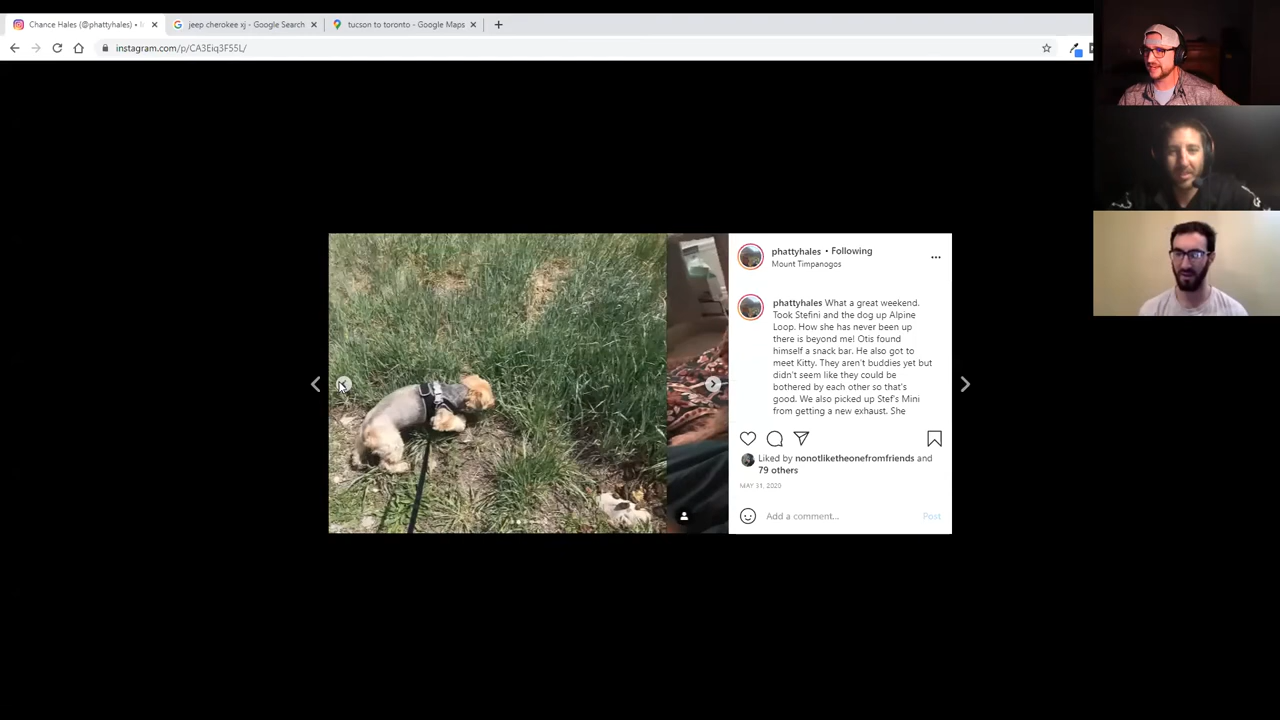 Chance Hales (@phattyhales) •
jeep cherokee xj - Google Search
tucson to toronto - Google Maps
instagram.com/p/CA3Eiq3F55L/
phattyhales • Following
Mount Timpanogos
phattyhales What a great weekend.
Took Stefini and the dog up Alpine
Loop. How she has never been up
there is beyond me! Otis found
himself a snack bar. He also got to
meet Kitty. They aren't buddies yet but
didn't seem like they could be
bothered by each other so that's
good. We also picked up Stef's Mini
from getting a new exhaust. She
Liked by nonotliketheonefromfriends and
79 others
MAY 31, 2020
Add a comment...
Post